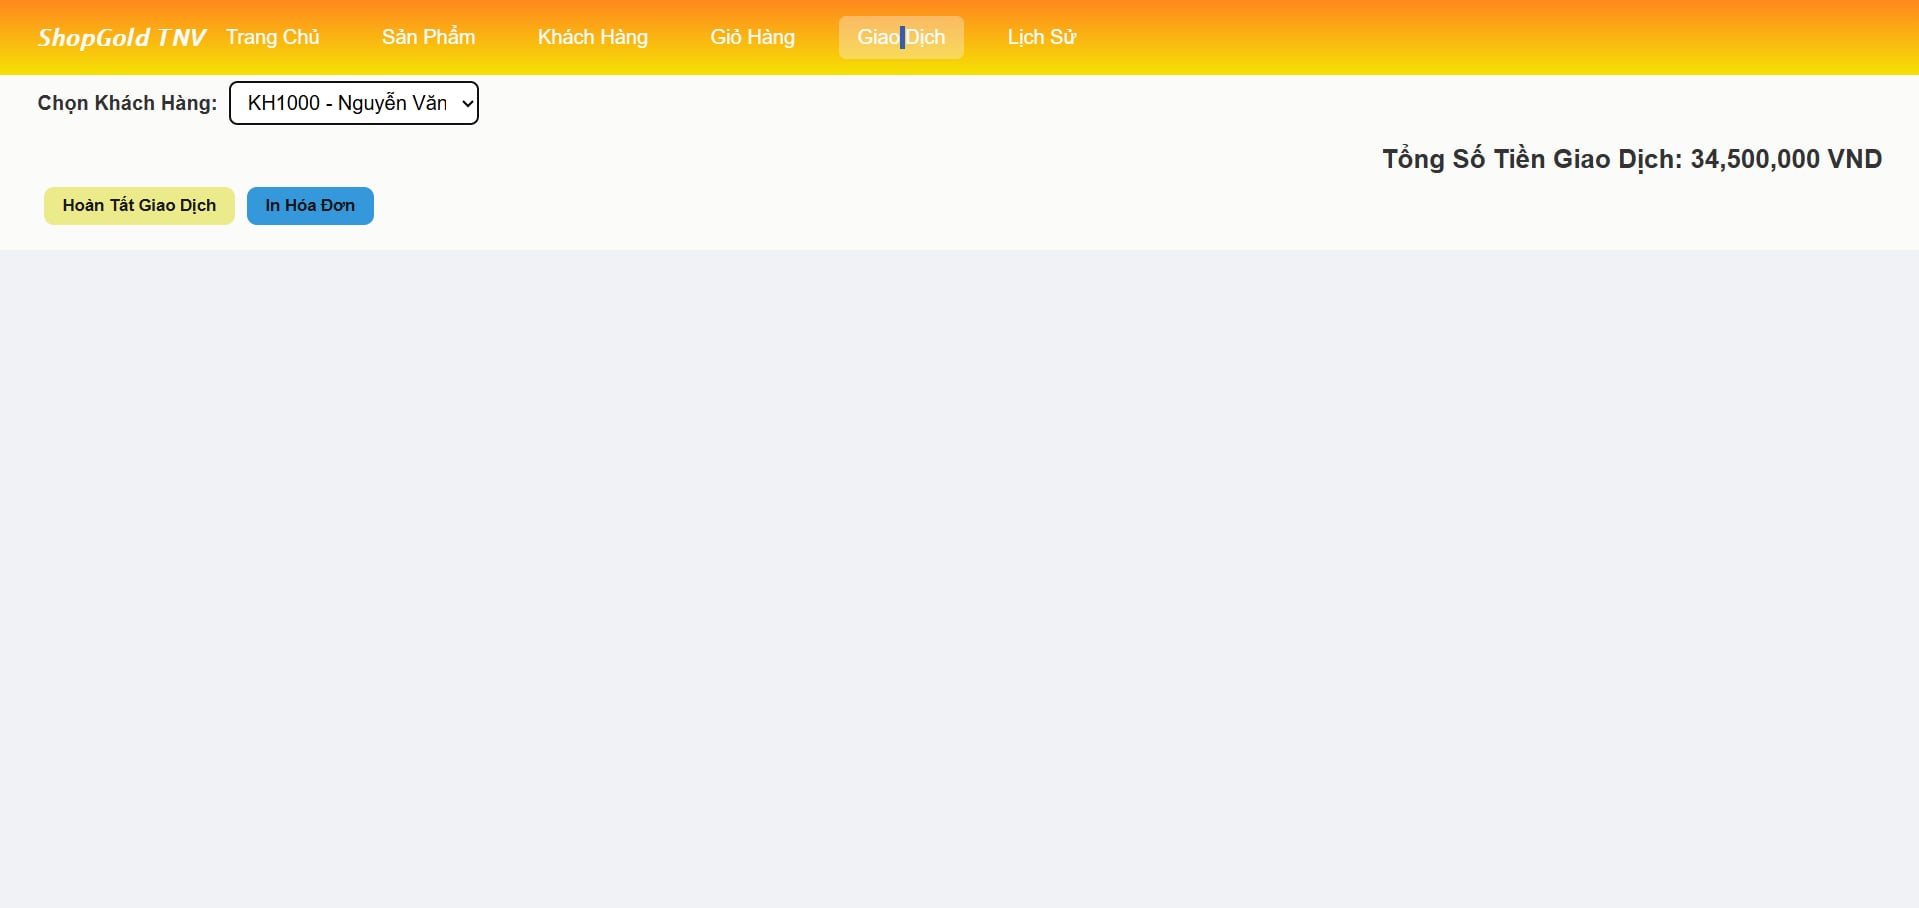 ShopGold TNV Trang Chủ Sản Phẩm Khách Hàng Giỏ Hàng Giao Dịch Lịch Sử
Chọn Khách Hàng: KH1000 - Nguyễn Văn
Tổng Số Tiền Giao Dịch: 34,500,000 VND
Hoàn Tất Giao Dịch In Hóa Đơn